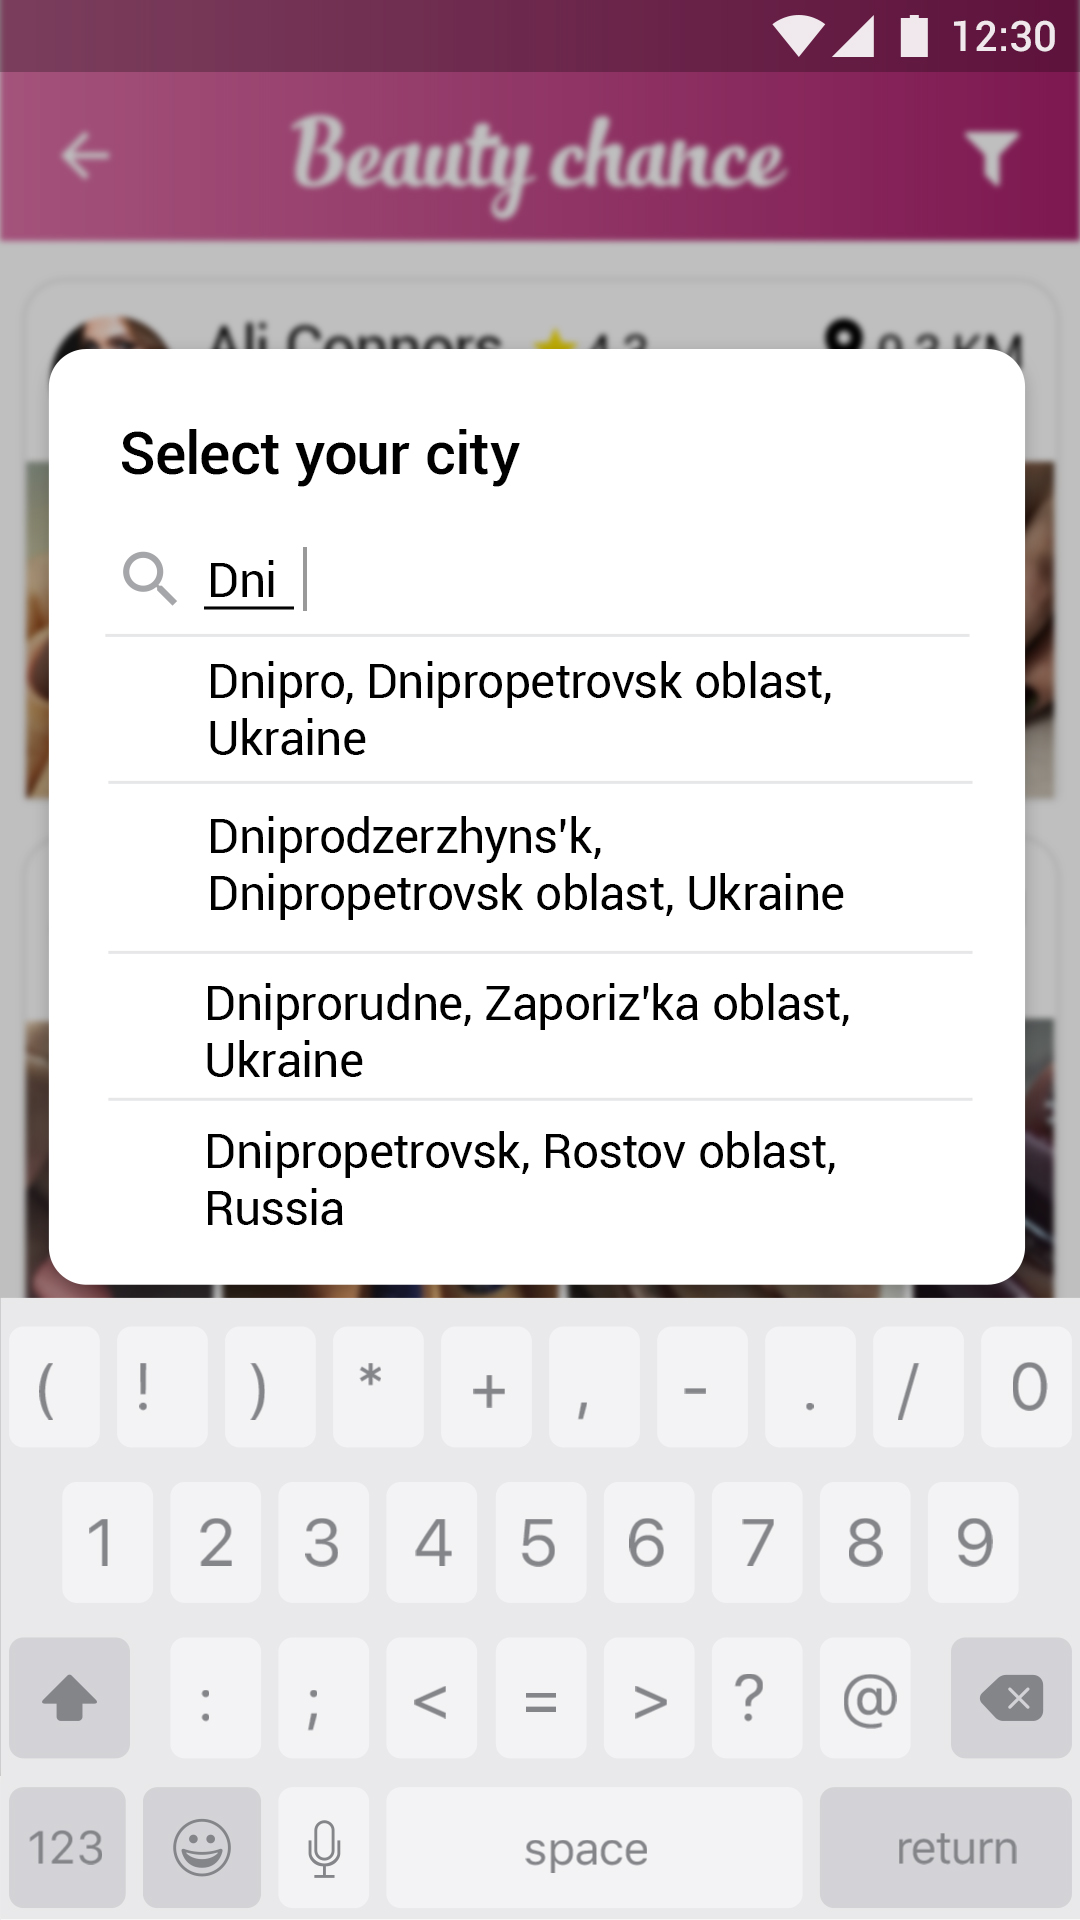 12:30
Beauty chance
Ali Connors 4.3 9.3 KM
Select your city
Dni
Dnipro, Dnipropetrovsk oblast,
Ukraine
Dniprodzerzhyns'k,
Dnipropetrovsk oblast, Ukraine
Dniprorudne, Zaporiz'ka oblast,
Ukraine
Dnipropetrovsk, Rostov oblast,
Russia
( ! ) * + , - . / 0
1 2 3 4 5 6 7 8 9
: ; < = > ? @
123 space return